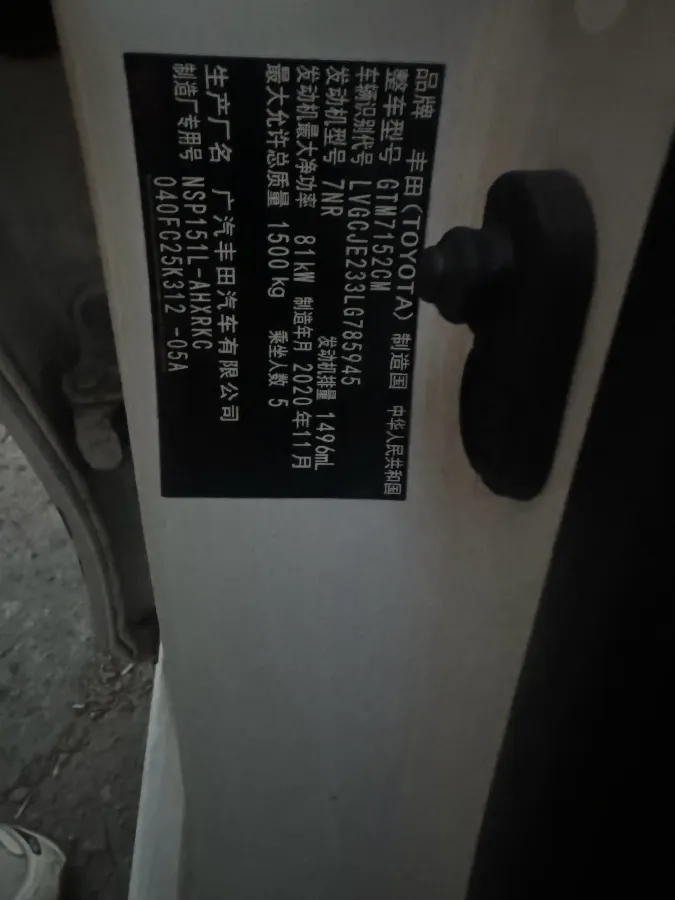 品牌 丰田(TOYOTA) 制造国 中华人民共和国
整车型号 GTM7152CM
车辆识别代号 LVGCJE233LG785945
发动机型号 7NR 发动机排量 1496mL
发动机最大净功率 81kW 制造年月 2020年11月
最大允许总质量 1500kg 乘坐人数 5
生产厂名 广汽丰田汽车有限公司
制造厂专用号 NSP151L-AHXRKC
040FC25K312 -05A